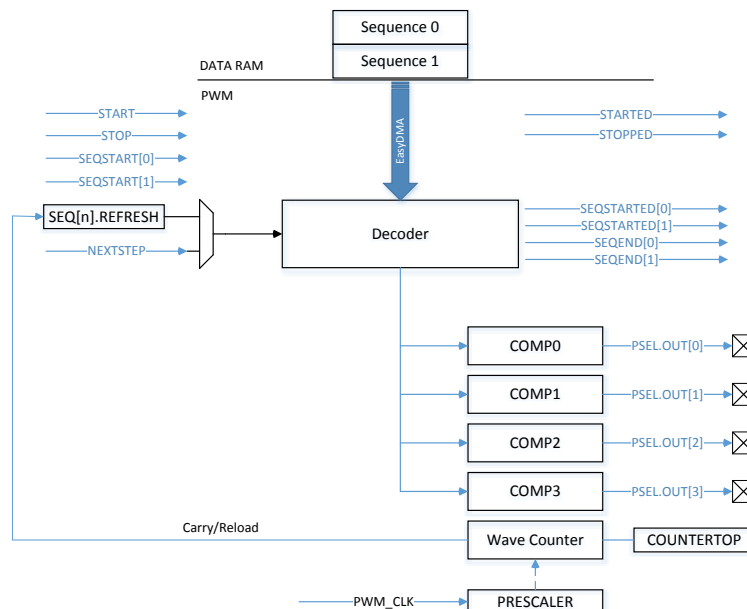 Sequence 0
Sequence 1
DATA RAM
PWM
START
STOP
SEQSTART[0]
SEQSTART[1]
EasyDMA
STARTED
STOPPED
SEQ[n].REFRESH
NEXTSTEP
Decoder
SEQSTARTED[0]
SEQSTARTED[1]
SEQEND[0]
SEQEND[1]
COMP0
PSEL.OUT[0]
COMP1
PSEL.OUT[1]
COMP2
PSEL.OUT[2]
COMP3
PSEL.OUT[3]
Carry/Reload
Wave Counter
COUNTERTOP
PWM_CLK
PRESCALER